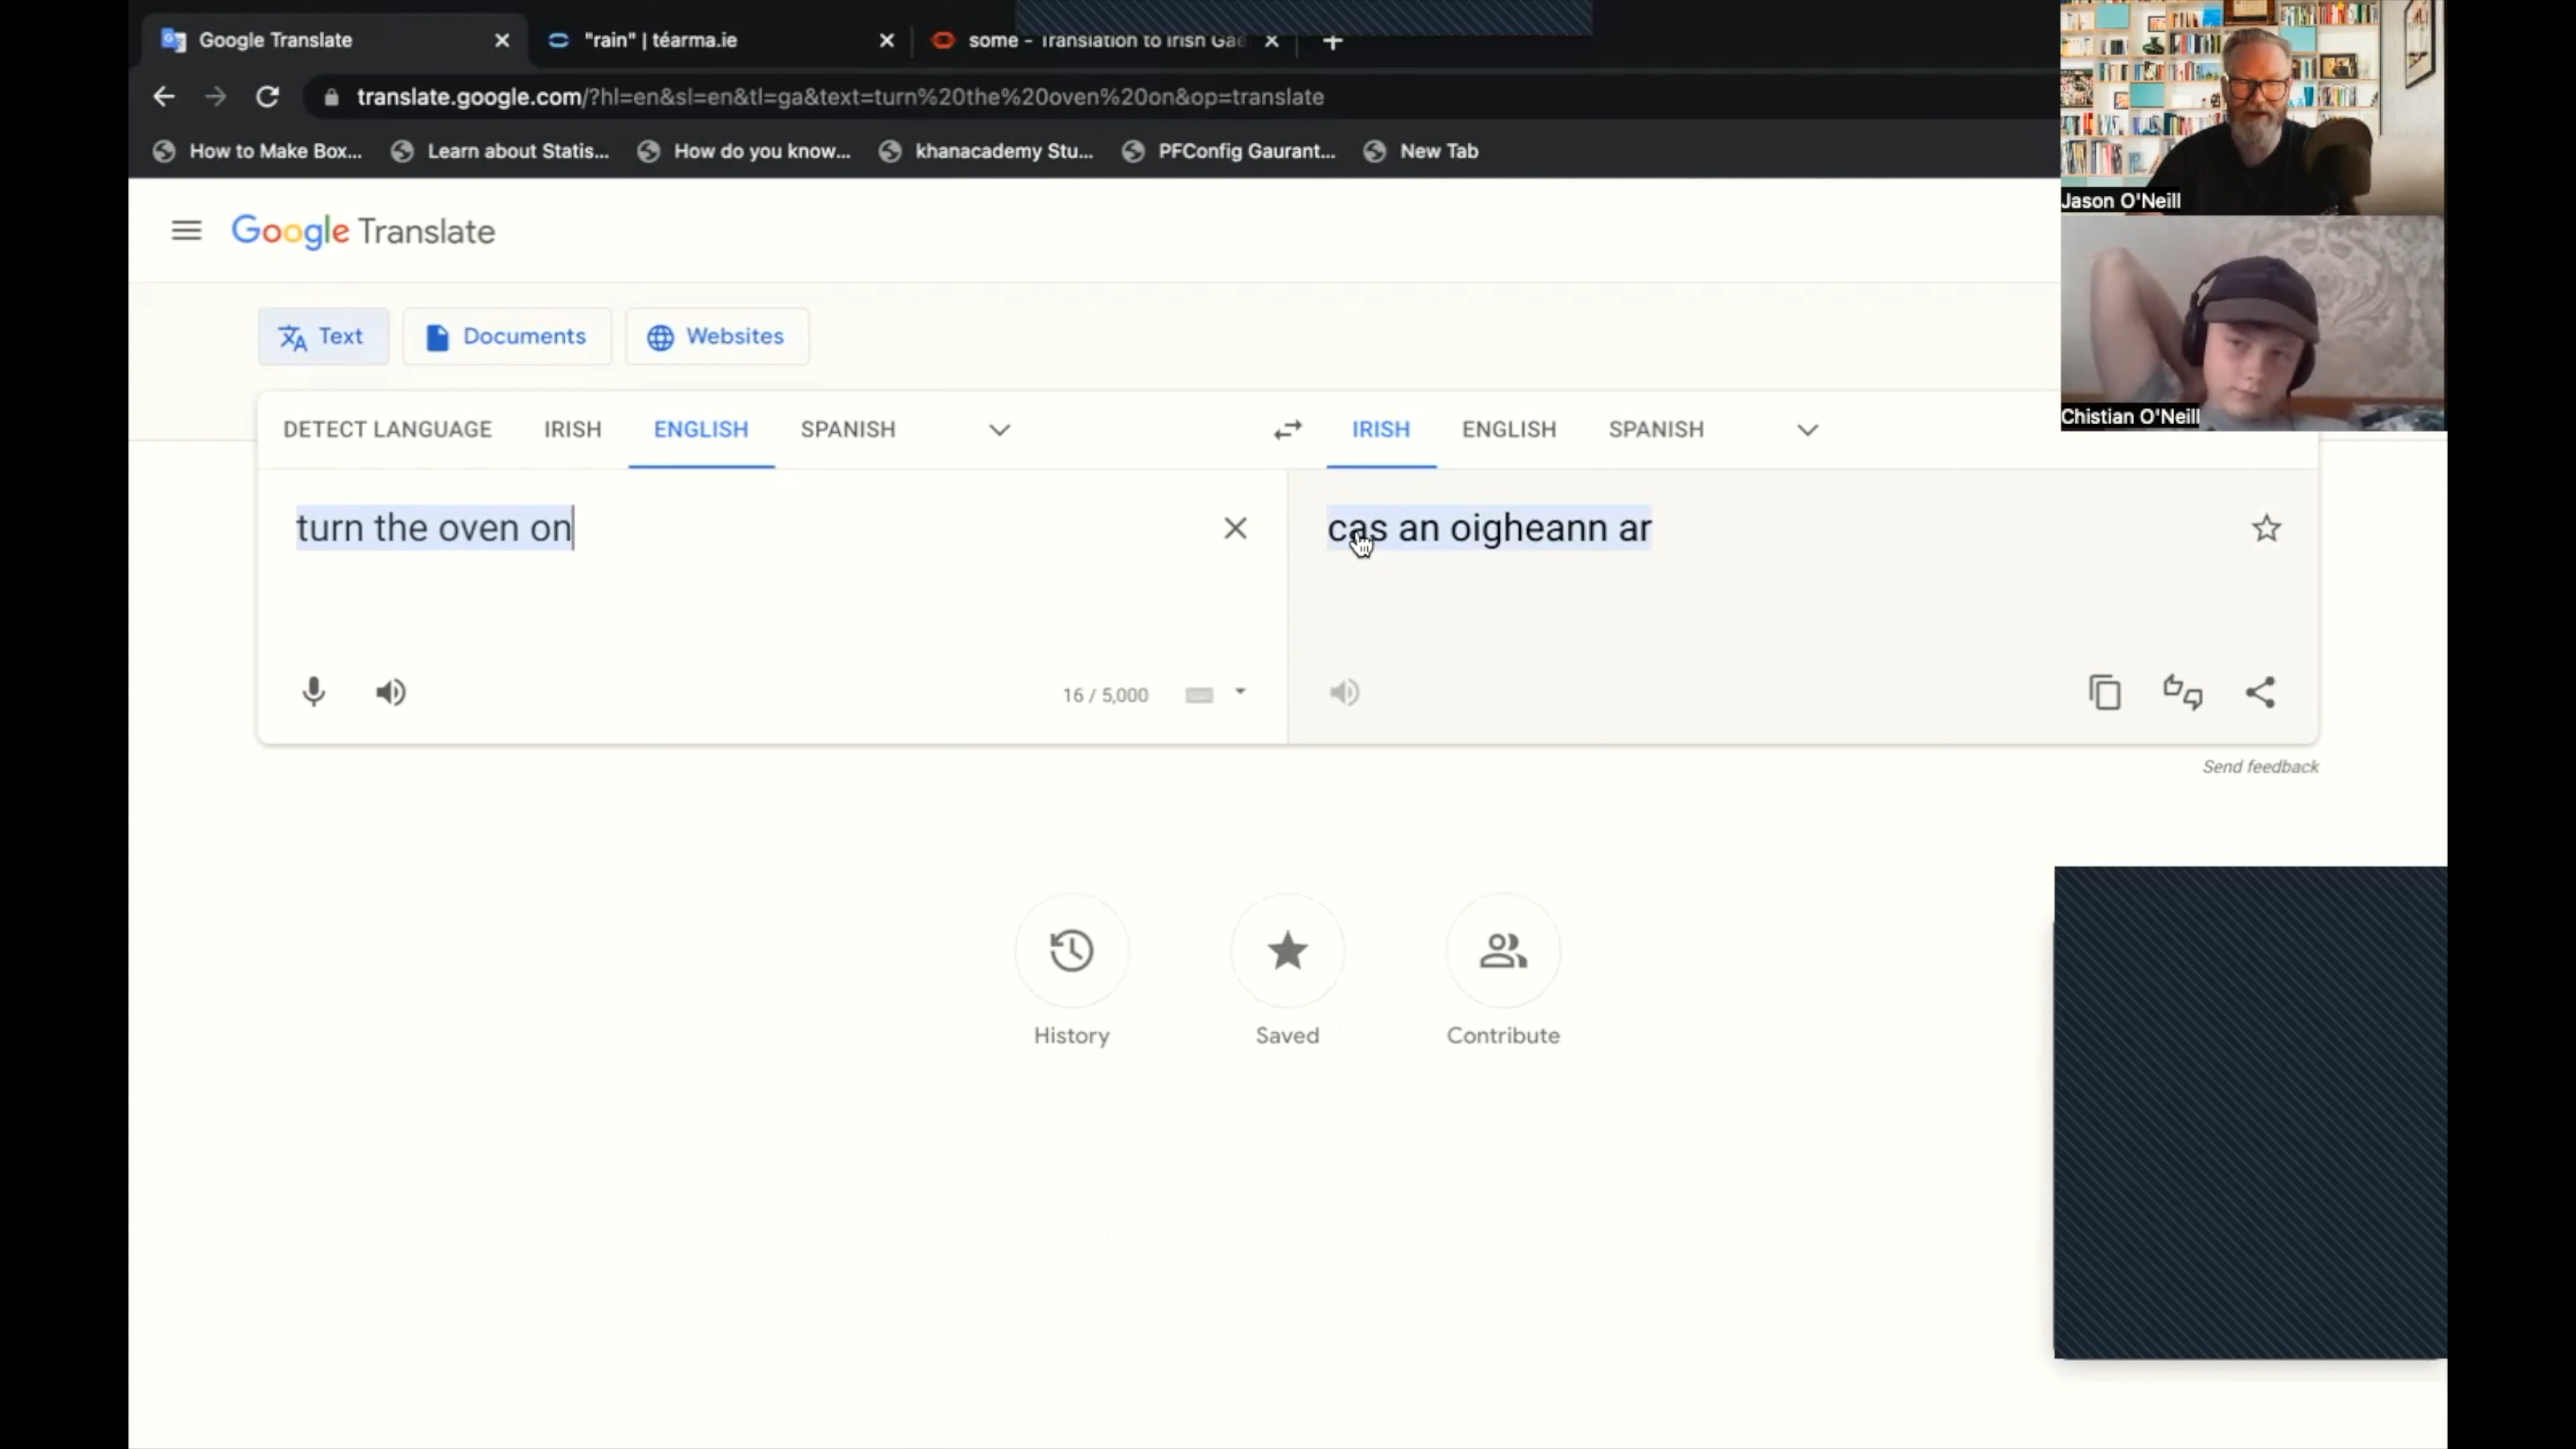 Google Translate
"rain" | téarma.ie
some - Translation to Irish Gae
translate.google.com/?hl=en&sl=en&tl=ga&text=turn%20the%20oven%20on&op=translate
How to Make Box... Learn about Statis... How do you know... khanacademy Stu... PFConfig Gaurant... New Tab
Jason O'Neill
Chistian O'Neill
Google Translate
Text Documents Websites
DETECT LANGUAGE IRISH ENGLISH SPANISH
IRISH ENGLISH SPANISH
turn the oven on
cas an oigheann ar
16 / 5,000
Send feedback
History Saved Contribute